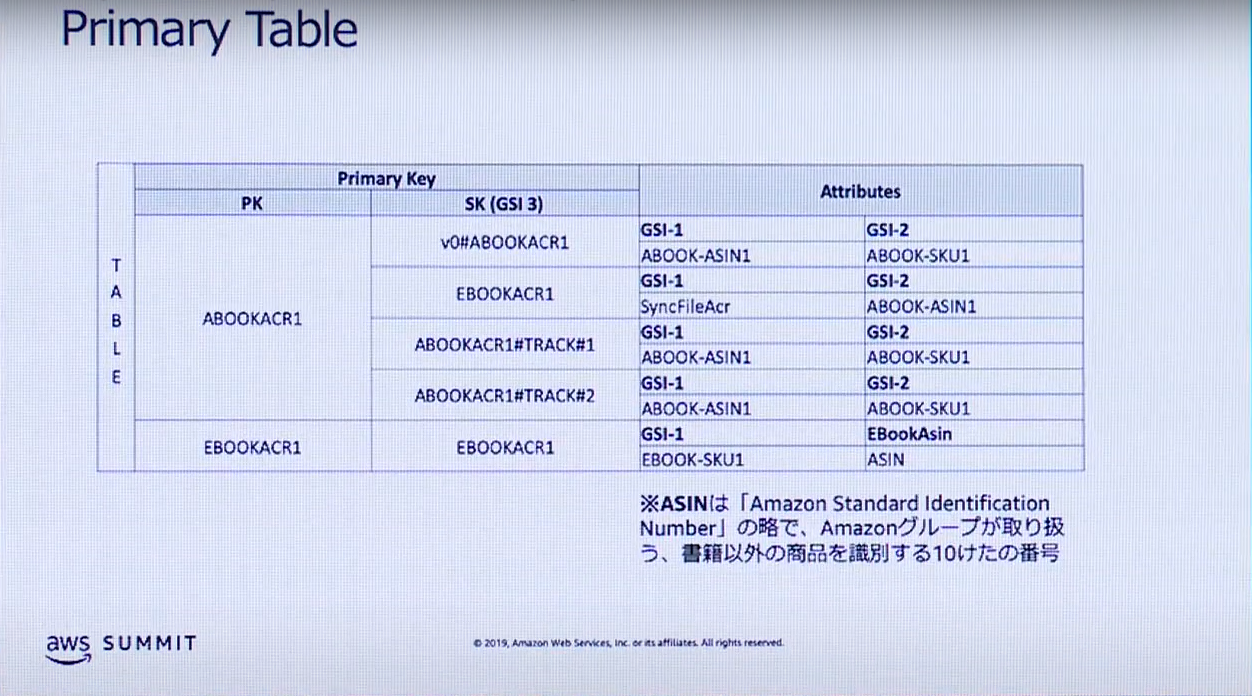 Primary Table
Primary Key
Attributes
PK
SK (GSI 3)
T
A
B
L
E
ABOOKACR1
v0#ABOOKACR1
GSI-1
GSI-2
ABOOK-ASIN1
ABOOK-SKU1
EBOOKACR1
GSI-1
GSI-2
SyncFileAcr
ABOOK-ASIN1
ABOOKACR1#TRACK#1
GSI-1
GSI-2
ABOOK-ASIN1
ABOOK-SKU1
ABOOKACR1#TRACK#2
GSI-1
GSI-2
ABOOK-ASIN1
ABOOK-SKU1
EBOOKACR1
EBOOKACR1
GSI-1
EBookAsin
EBOOK-SKU1
ASIN
※ASINは「Amazon Standard Identification
Number」の略で、Amazonグループが取り扱
う、書籍以外の商品を識別する10けたの番号
aws SUMMIT
© 2019, Amazon Web Services, Inc. or its affiliates. All rights reserved.